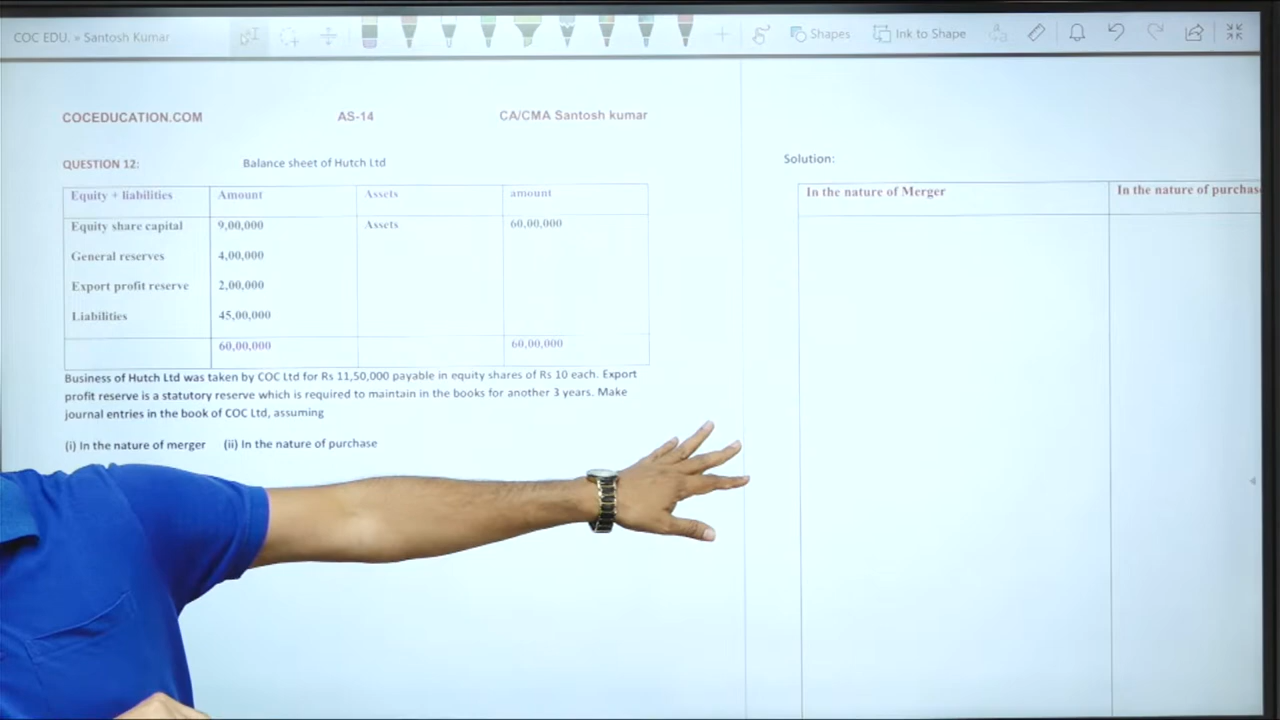 COC EDU. » Santosh Kumar
Shapes
Ink to Shape
COCEDUCATION.COM AS-14 CA/CMA Santosh kumar
QUESTION 12: Balance sheet of Hutch Ltd
Equity + liabilities Amount Assets amount
Equity share capital 9,00,000 Assets 60,00,000
General reserves 4,00,000
Export profit reserve 2,00,000
Liabilities 45,00,000
60,00,000 60,00,000
Business of Hutch Ltd was taken by COC Ltd for Rs 11,50,000 payable in equity shares of Rs 10 each. Export
profit reserve is a statutory reserve which is required to maintain in the books for another 3 years. Make
journal entries in the book of COC Ltd, assuming
(i) In the nature of merger (ii) In the nature of purchase
Solution:
In the nature of Merger In the nature of purchas